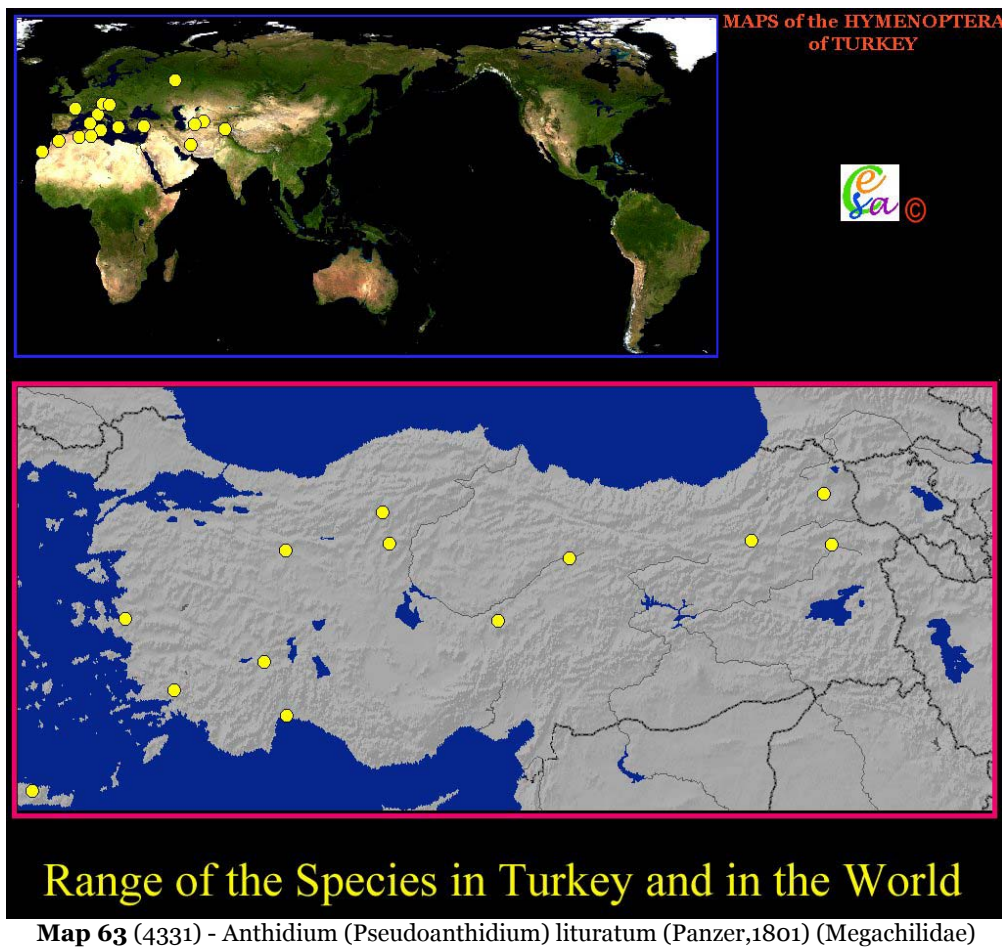 MAPS of the HYMENOPTERA
of TURKEY
Cesa ©
Range of the Species in Turkey and in the World
Map 63 (4331) - Anthidium (Pseudoanthidium) lituratum (Panzer,1801) (Megachilidae)